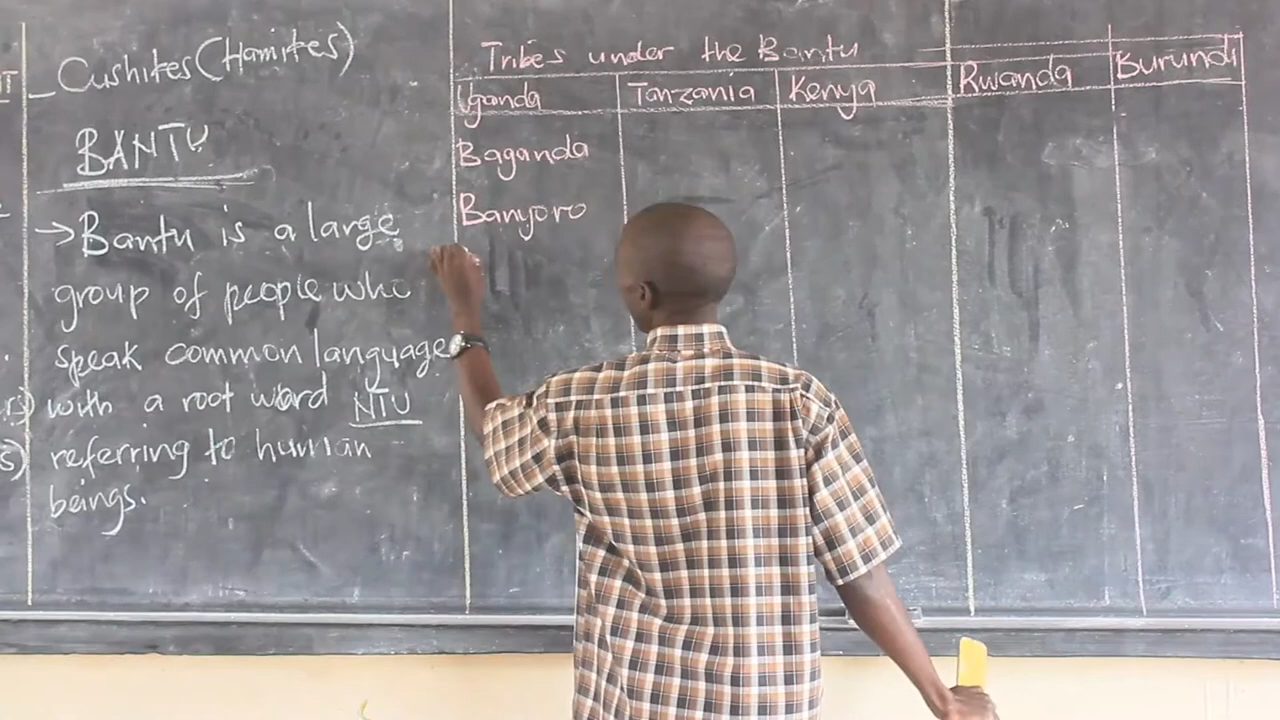 _ Cushites (Hamites)
BANTU
→ Bantu is a large
group of people who
speak common language
with a root word NTU
referring to human
beings.
Tribes under the Bantu
Uganda Tanzania Kenya Rwanda Burundi
Baganda
Banyoro